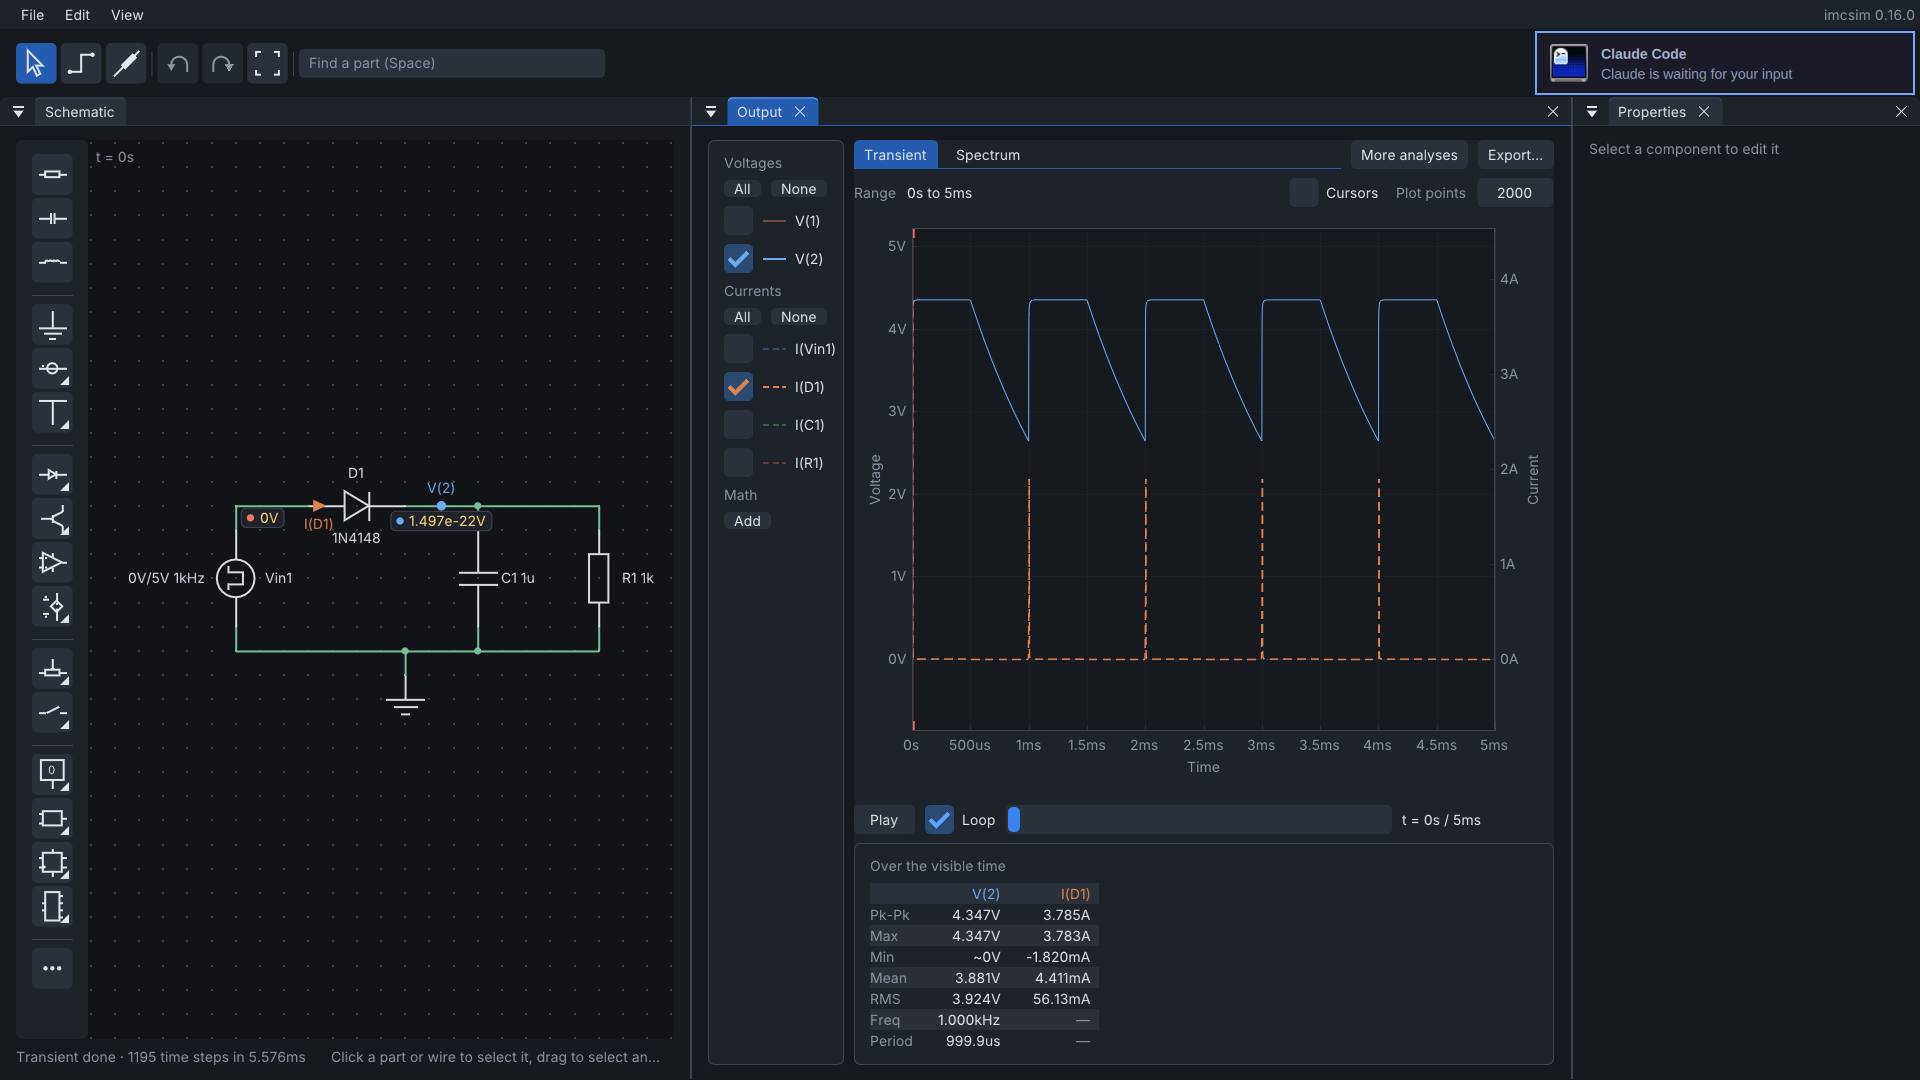 File Edit View
imcsim 0.16.0
Find a part (Space)
Claude Code
Claude is waiting for your input
Schematic
t = 0s
D1
V(2)
0V
I(D1)
1.497e-22V
1N4148
0V/5V 1kHz
Vin1
C1 1u
R1 1k
0
Transient done · 1195 time steps in 5.576ms
Click a part or wire to select it, drag to select an...
Output
Voltages
All None
V(1)
V(2)
Currents
All None
I(Vin1)
I(D1)
I(C1)
I(R1)
Math
Add
Transient Spectrum More analyses Export...
Range 0s to 5ms Cursors Plot points 2000
5V
4V
3V
2V
1V
0V
Voltage
4A
3A
2A
1A
0A
Current
0s 500us 1ms 1.5ms 2ms 2.5ms 3ms 3.5ms 4ms 4.5ms 5ms
Time
Play Loop t = 0s / 5ms
Over the visible time
V(2) I(D1)
Pk-Pk 4.347V 3.785A
Max 4.347V 3.783A
Min ~0V -1.820mA
Mean 3.881V 4.411mA
RMS 3.924V 56.13mA
Freq 1.000kHz —
Period 999.9us —
Properties
Select a component to edit it